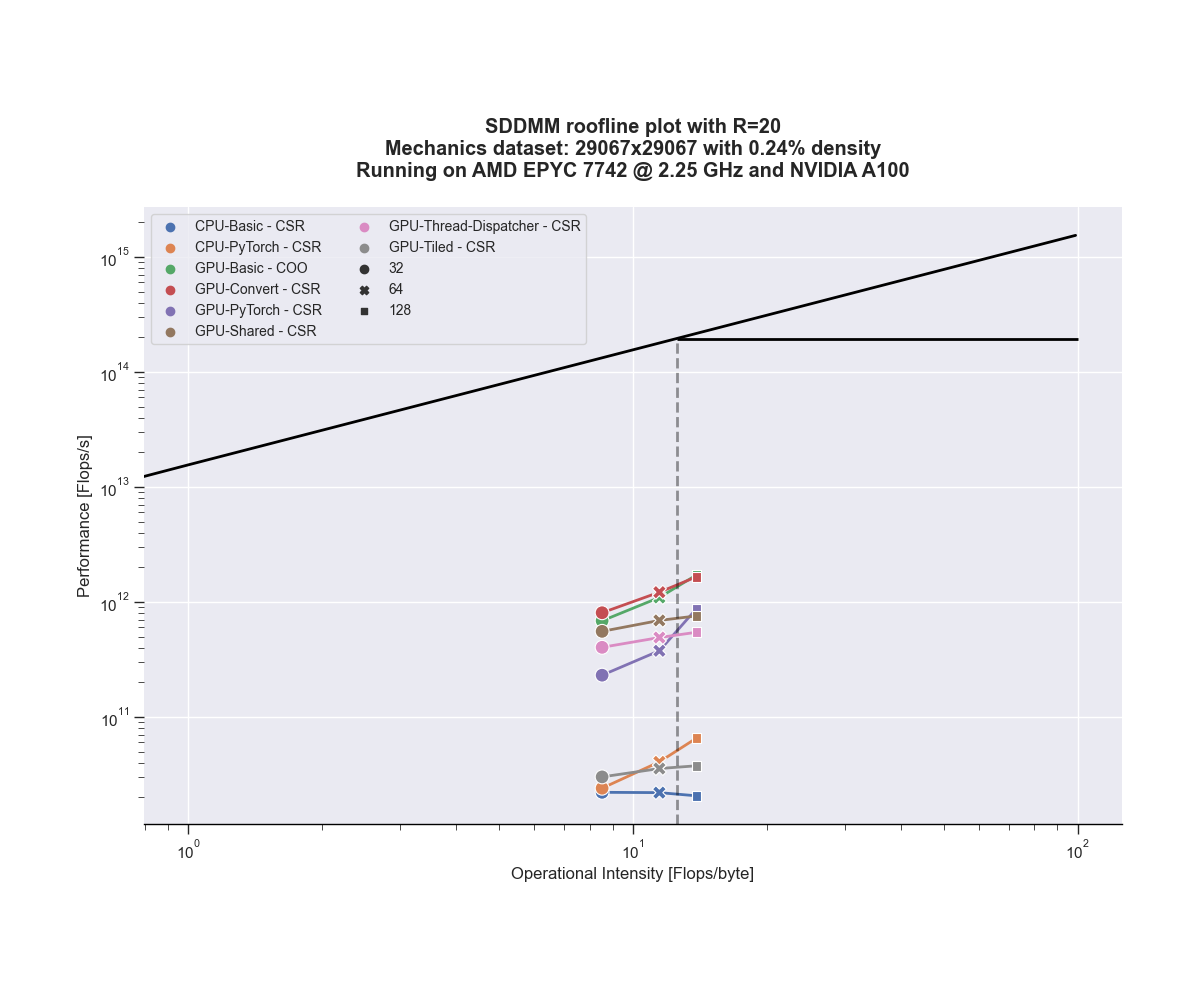 SDDMM roofline plot with R=20
Mechanics dataset: 29067x29067 with 0.24% density
Running on AMD EPYC 7742 @ 2.25 GHz and NVIDIA A100
CPU-Basic - CSR
CPU-PyTorch - CSR
GPU-Basic - COO
GPU-Convert - CSR
GPU-PyTorch - CSR
GPU-Shared - CSR
GPU-Thread-Dispatcher - CSR
GPU-Tiled - CSR
32
64
128
Performance [Flops/s]
10^15
10^14
10^13
10^12
10^11
10^0
10^1
10^2
Operational Intensity [Flops/byte]